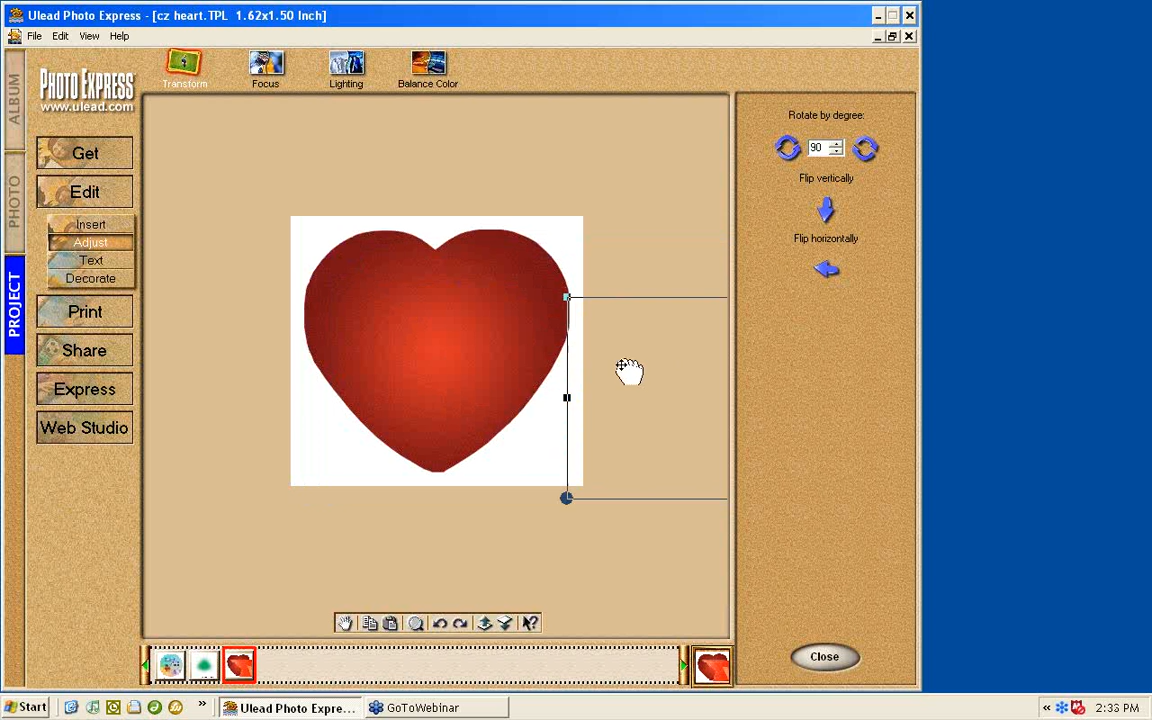 Ulead Photo Express - [cz heart.TPL 1.62x1.50 Inch]
File Edit View Help
ALBUM
PHOTO
PROJECT
PHOTO EXPRESS
www.ulead.com
Transform Focus Lighting Balance Color
Get
Edit
Insert
Adjust
Text
Decorate
Print
Share
Express
Web Studio
Rotate by degree:
90
Flip vertically
Flip horizontally
Close
Start Ulead Photo Expre... GoToWebinar 2:33 PM